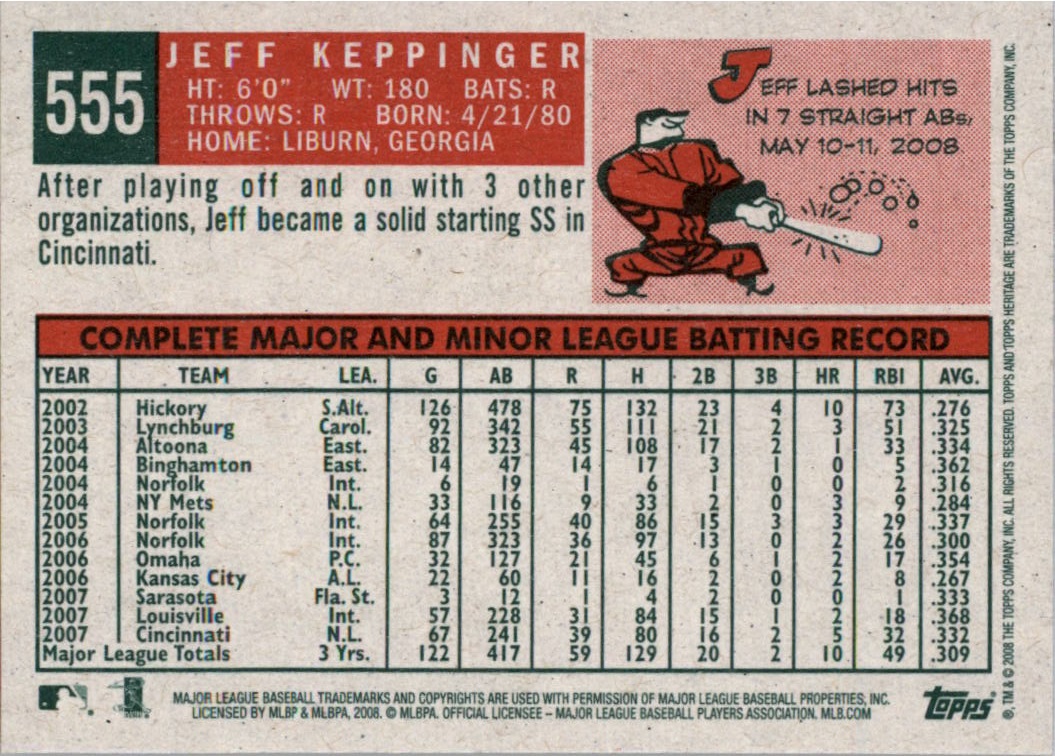 555
JEFF KEPPINGER
HT: 6'0" WT: 180 BATS: R
THROWS: R BORN: 4/21/80
HOME: LIBURN, GEORGIA
After playing off and on with 3 other
organizations, Jeff became a solid starting SS in
Cincinnati.
JEFF LASHED HITS
IN 7 STRAIGHT ABs,
MAY 10-11, 2008
COMPLETE MAJOR AND MINOR LEAGUE BATTING RECORD
YEAR TEAM LEA. G AB R H 2B 3B HR RBI AVG.
2002 Hickory S.Alt. 126 478 75 132 23 4 10 73 .276
2003 Lynchburg Carol. 92 342 55 111 21 2 3 51 .325
2004 Altoona East. 82 323 45 108 17 2 1 33 .334
2004 Binghamton East. 14 47 14 17 3 1 0 5 .362
2004 Norfolk Int. 6 19 1 6 1 0 0 2 .316
2004 NY Mets N.L. 33 116 9 33 2 0 3 9 .284
2005 Norfolk Int. 64 255 40 86 15 3 3 29 .337
2006 Norfolk Int. 87 323 36 97 13 0 2 26 .300
2006 Omaha P.C. 32 127 21 45 6 1 2 17 .354
2006 Kansas City A.L. 22 60 11 16 2 0 2 8 .267
2007 Sarasota Fla. St. 3 12 1 4 2 0 0 1 .333
2007 Louisville Int. 57 228 31 84 15 1 2 18 .368
2007 Cincinnati N.L. 67 241 39 80 16 2 5 32 .332
Major League Totals 3 Yrs. 122 417 59 129 20 2 10 49 .309
MAJOR LEAGUE BASEBALL TRADEMARKS AND COPYRIGHTS ARE USED WITH PERMISSION OF MAJOR LEAGUE BASEBALL PROPERTIES, INC.
LICENSED BY MLBP & MLBPA, 2008. © MLBPA. OFFICIAL LICENSEE – MAJOR LEAGUE BASEBALL PLAYERS ASSOCIATION. MLB.COM
Topps
®, TM & © 2008 THE TOPPS COMPANY, INC. ALL RIGHTS RESERVED. TOPPS AND TOPPS HERITAGE ARE TRADEMARKS OF THE TOPPS COMPANY, INC.